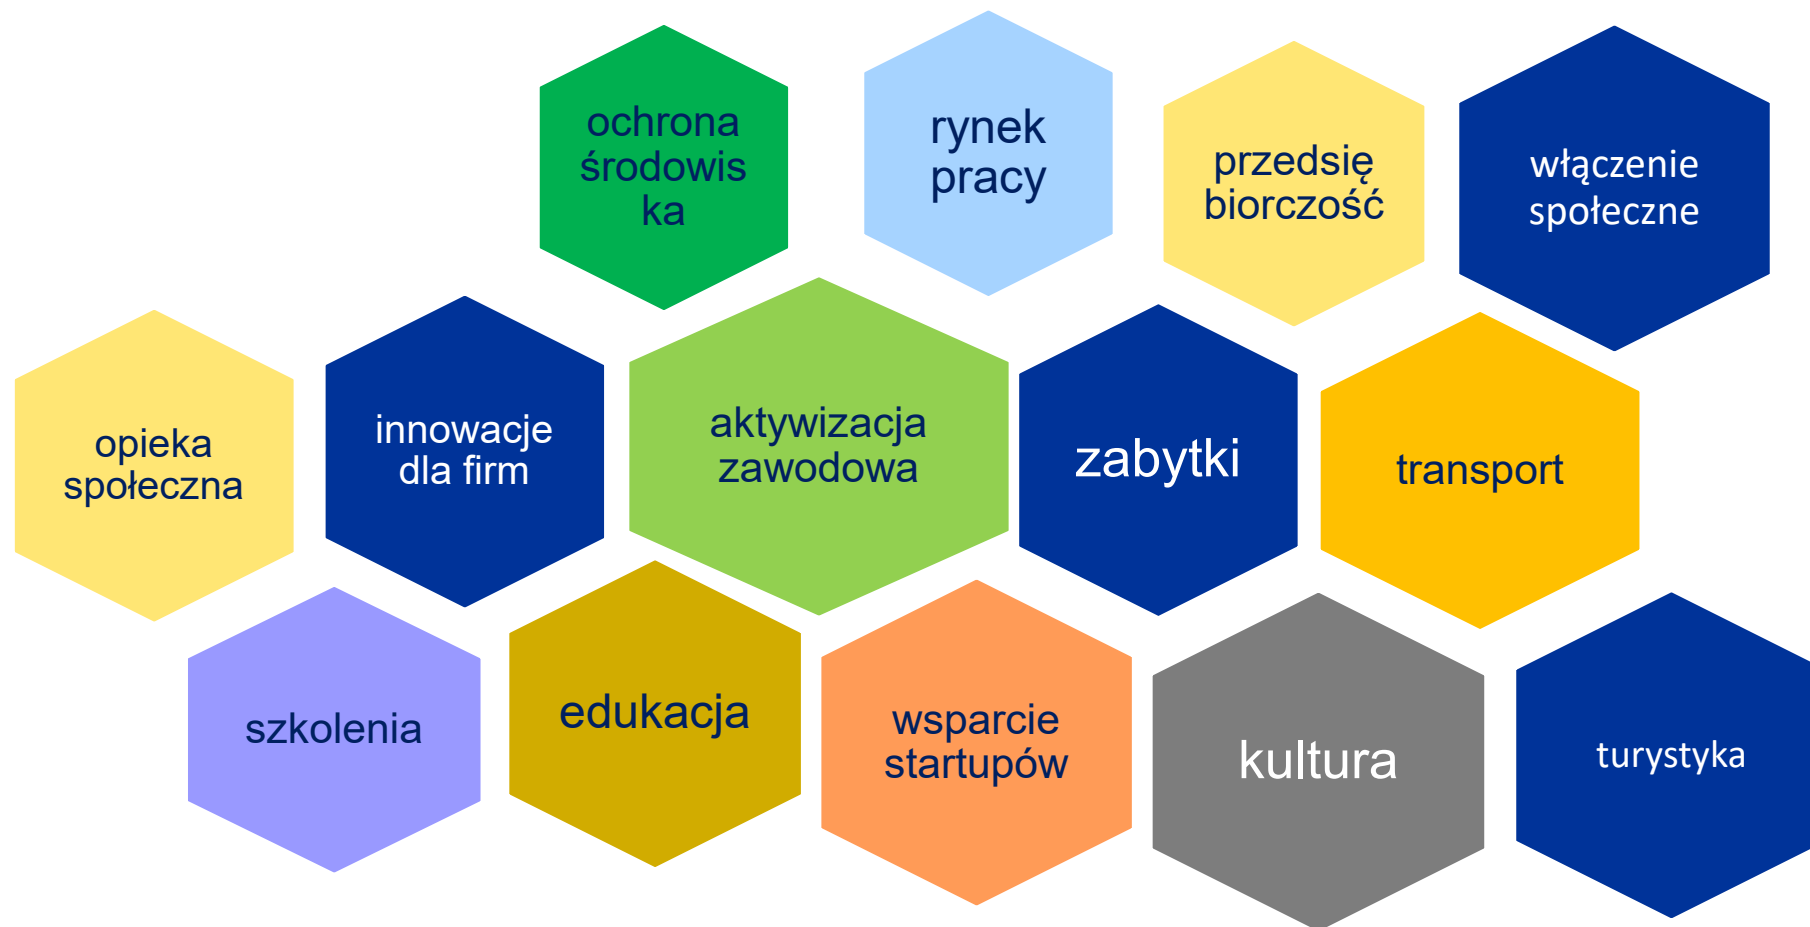 ochrona
środowis
ka
rynek
pracy
przedsię
biorczość
włączenie
społeczne
opieka
społeczna
innowacje
dla firm
aktywizacja
zawodowa
zabytki
transport
szkolenia
edukacja
wsparcie
startupów
kultura
turystyka